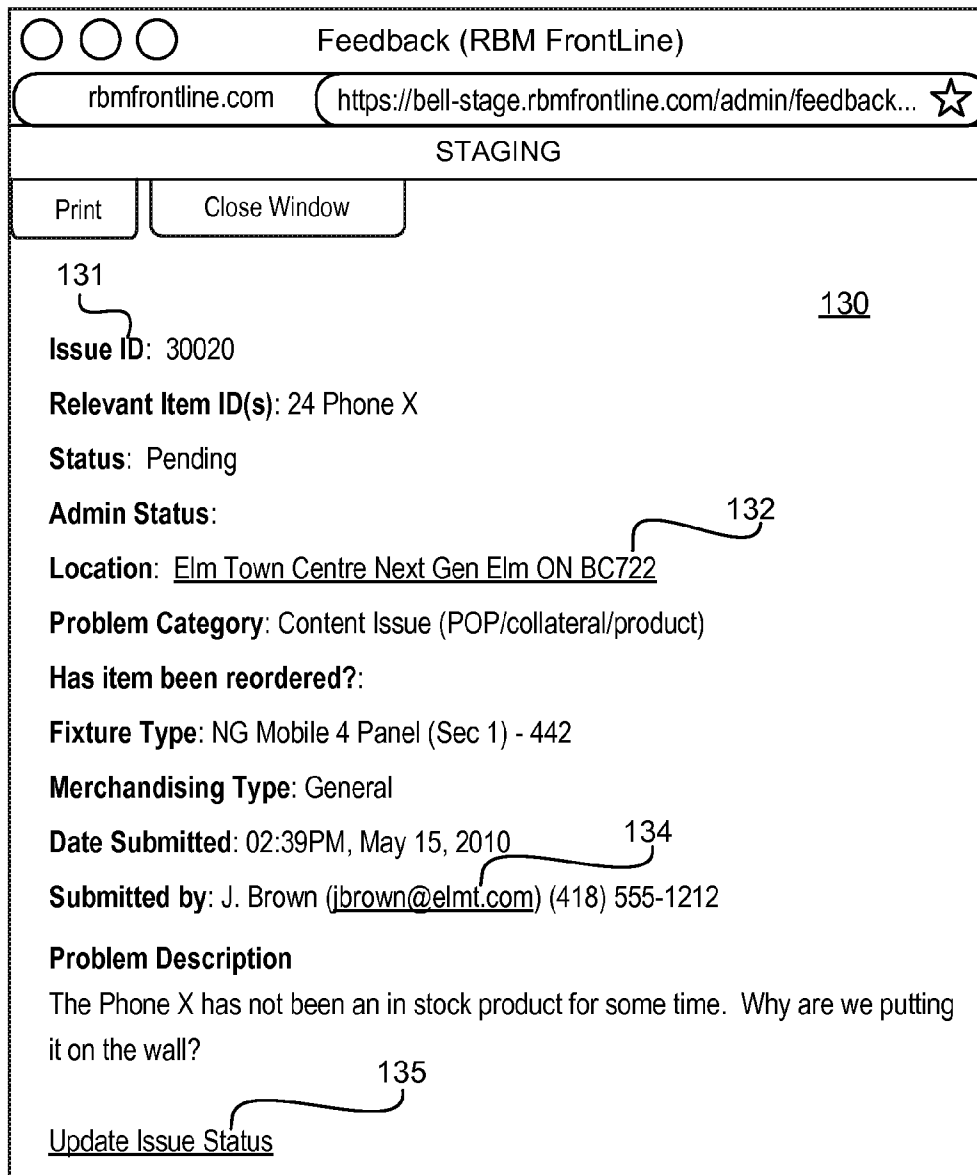 Feedback (RBM FrontLine)
rbmfrontline.com https://bell-stage.rbmfrontline.com/admin/feedback...
STAGING
Print Close Window
131
130
Issue ID: 30020
Relevant Item ID(s): 24 Phone X
Status: Pending
Admin Status:
132
Location: Elm Town Centre Next Gen Elm ON BC722
Problem Category: Content Issue (POP/collateral/product)
Has item been reordered?:
Fixture Type: NG Mobile 4 Panel (Sec 1) - 442
Merchandising Type: General
Date Submitted: 02:39PM, May 15, 2010
134
Submitted by: J. Brown (jbrown@elmt.com) (418) 555-1212
Problem Description
The Phone X has not been an in stock product for some time. Why are we putting
it on the wall?
135
Update Issue Status